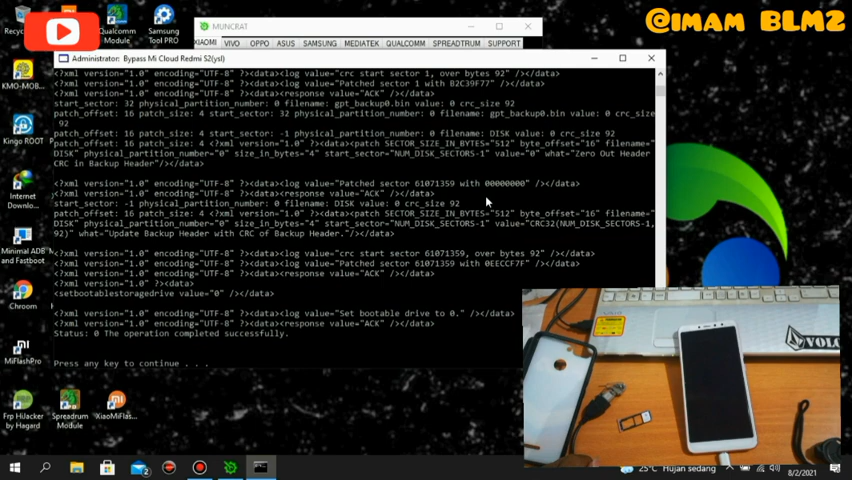 @IMAM BLMZ
Recyc
Qualcomm
Module
Samsung
Tool PRO
MUNCRAT
XIAOMI VIVO OPPO ASUS SAMSUNG MEDIATEK QUALCOMM SPREADTRUM SUPPORT
Administrator: Bypass Mi Cloud Redmi S2(ysl)
<?xml version="1.0" encoding="UTF-8" ?><data><log value="crc start sector 1, over bytes 92" /></data>
<?xml version="1.0" encoding="UTF-8" ?><data><log value="Patched sector 1 with B2C39F77" /></data>
<?xml version="1.0" encoding="UTF-8" ?><data><response value="ACK" /></data>
start_sector: 32 physical_partition_number: 0 filename: gpt_backup0.bin value: 0 crc_size 92
patch_offset: 16 patch_size: 4 start_sector: 32 physical_partition_number: 0 filename: gpt_backup0.bin value: 0 crc_size
92
patch_offset: 16 patch_size: 4 start_sector: -1 physical_partition_number: 0 filename: DISK value: 0 crc_size 92
patch_offset: 16 patch_size: 4 <?xml version="1.0" encoding="UTF-8" ?><data><patch SECTOR_SIZE_IN_BYTES="512" byte_offset="16" filename="
DISK" physical_partition_number="0" size_in_bytes="4" start_sector="NUM_DISK_SECTORS-1" value="0" what="Zero Out Header
CRC in Backup Header"/></data>
<?xml version="1.0" encoding="UTF-8" ?><data><log value="Patched sector 61071359 with 00000000" /></data>
<?xml version="1.0" encoding="UTF-8" ?><data><response value="ACK" /></data>
start_sector: -1 physical_partition_number: 0 filename: DISK value: 0 crc_size 92
patch_offset: 16 patch_size: 4 <?xml version="1.0" encoding="UTF-8" ?><data><patch SECTOR_SIZE_IN_BYTES="512" byte_offset="16" filename="
DISK" physical_partition_number="0" size_in_bytes="4" start_sector="NUM_DISK_SECTORS-1" value="CRC32(NUM_DISK_SECTORS-1,
92)" what="Update Backup Header with CRC of Backup Header."/></data>
<?xml version="1.0" encoding="UTF-8" ?><data><log value="crc start sector 61071359, over bytes 92" /></data>
<?xml version="1.0" encoding="UTF-8" ?><data><log value="Patched sector 61071359 with 0EECCF7F" /></data>
<?xml version="1.0" encoding="UTF-8" ?><data><response value="ACK" /></data>
<?xml version="1.0" ?><data>
<setbootablestoragedrive value="0" /></data>
<?xml version="1.0" encoding="UTF-8" ?><data><log value="Set bootable drive to 0." /></data>
<?xml version="1.0" encoding="UTF-8" ?><data><response value="ACK" /></data>
Status: 0 The operation completed successfully.
Press any key to continue . . .
KMO-MOB...
Kingo ROOT
Internet
Downlo...
Minimal ADB
and Fastboot
Chroom
MiFlashPro
Frp HiJacker
by Hagard
Spreadrum
Module
XiaoMiFlas...
VAIO
VOLC
2
25°C Hujan sedang
8/2/2021